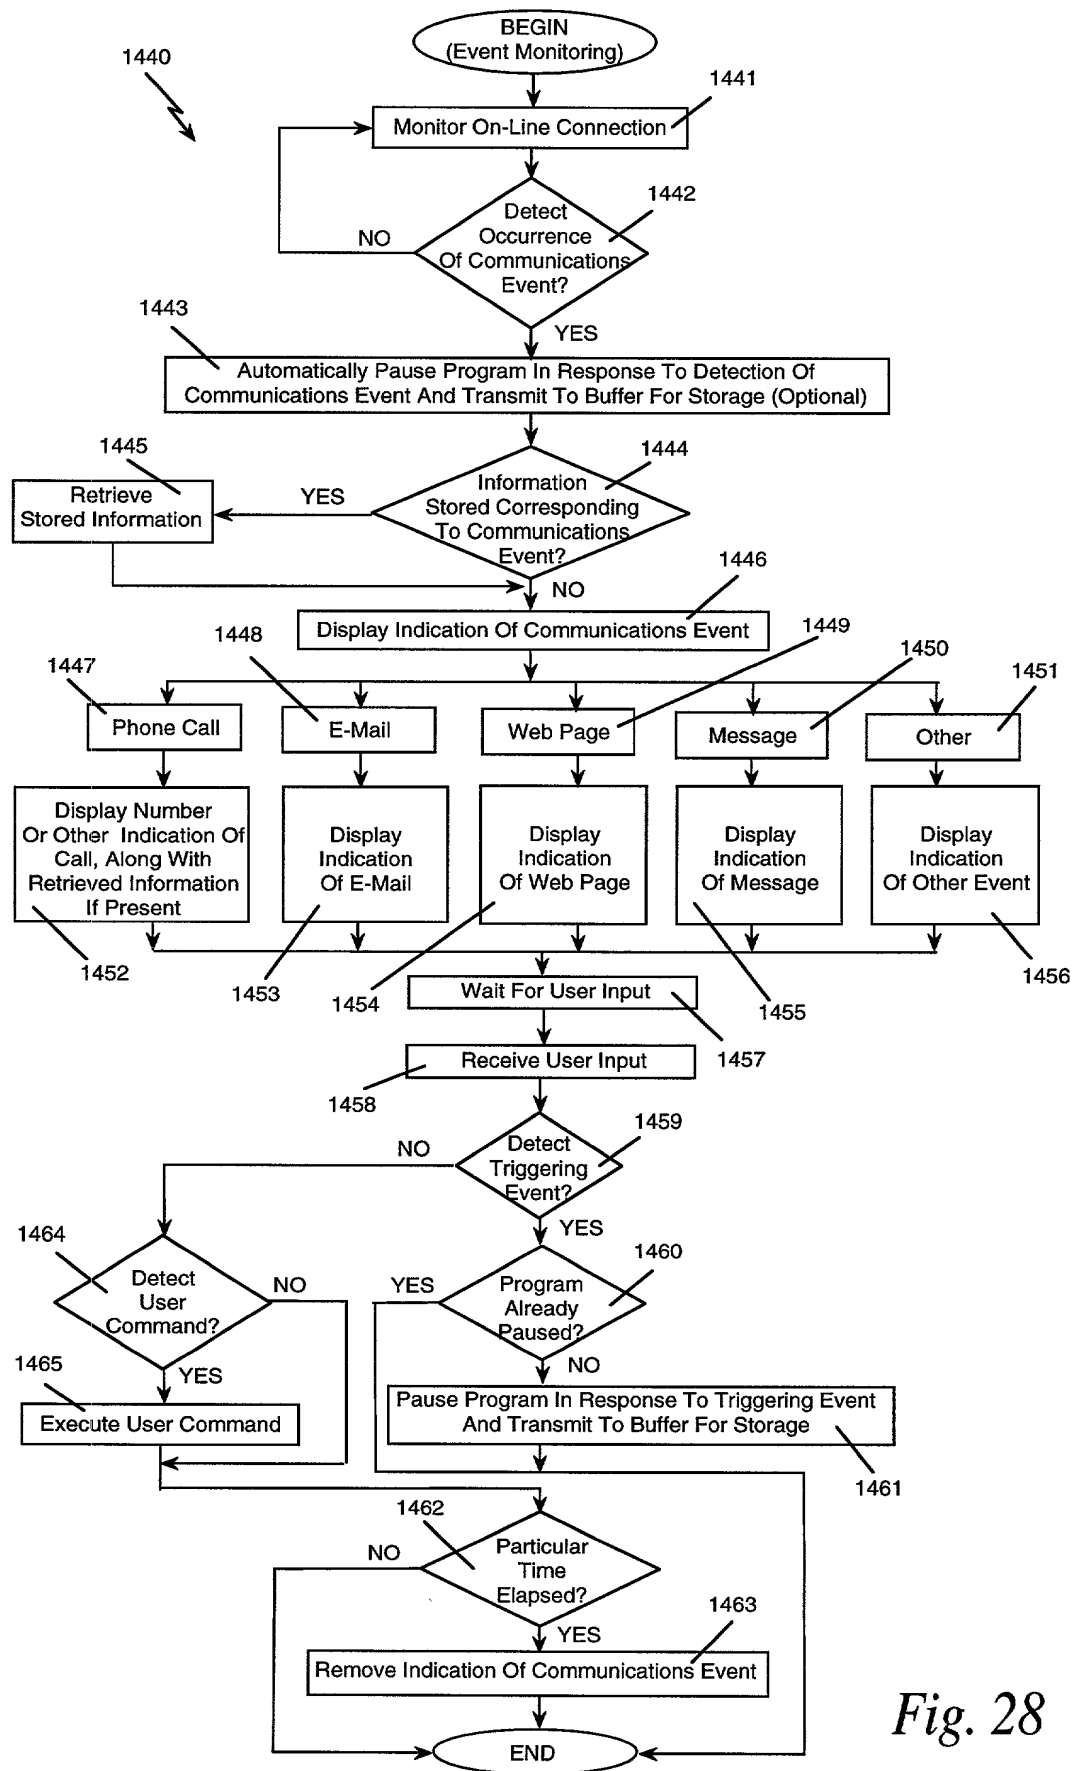 BEGIN
(Event Monitoring)
1440
1441
Monitor On-Line Connection
1442
Detect
Occurrence
Of Communications
Event?
NO
YES
1443
Automatically Pause Program In Response To Detection Of
Communications Event And Transmit To Buffer For Storage (Optional)
1445
1444
Retrieve
Stored Information
YES
Information
Stored Corresponding
To Communications
Event?
NO
1446
Display Indication Of Communications Event
1447
1448
1449
1450
1451
Phone Call
E-Mail
Web Page
Message
Other
Display Number
Or Other Indication Of
Call, Along With
Retrieved Information
If Present
Display
Indication
Of E-Mail
Display
Indication
Of Web Page
Display
Indication
Of Message
Display
Indication
Of Other Event
1452
1453
1454
1455
1456
Wait For User Input
1457
Receive User Input
1458
1459
Detect
Triggering
Event?
NO
YES
1464
1460
Detect
User
Command?
NO
YES
Program
Already
Paused?
YES
NO
1465
Execute User Command
Pause Program In Response To Triggering Event
And Transmit To Buffer For Storage
1461
1462
Particular
Time
Elapsed?
NO
YES
1463
Remove Indication Of Communications Event
END
Fig. 28